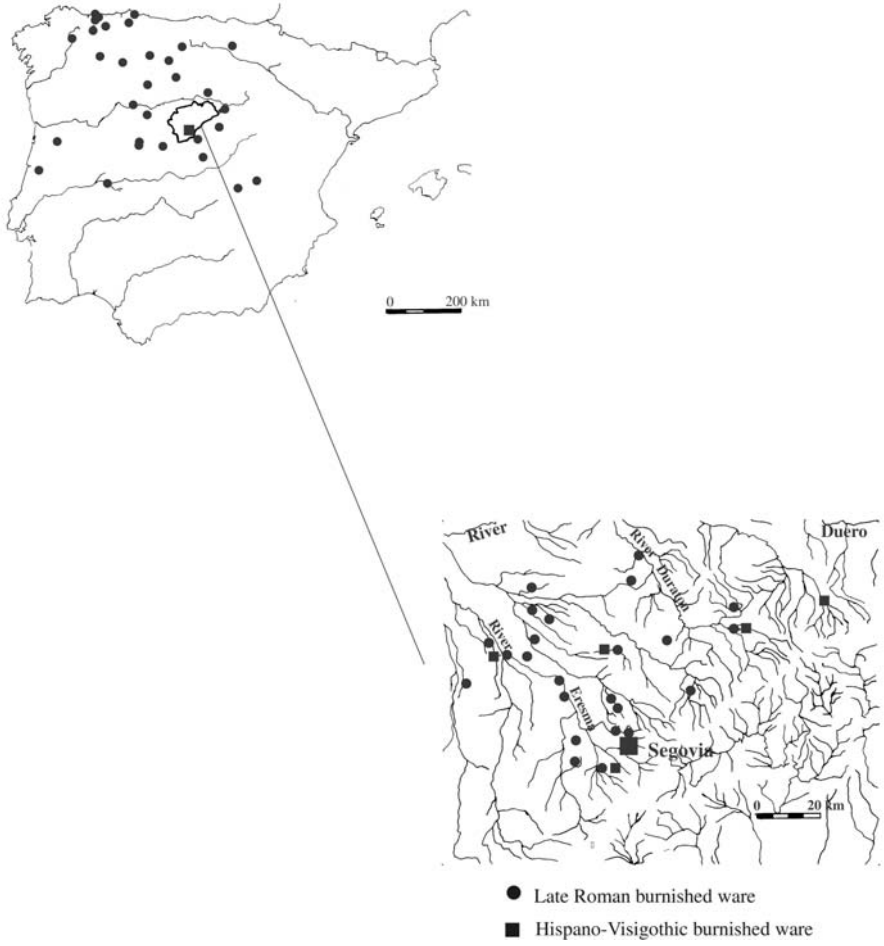 0 200 km
River
Duero
River
Duraton
River
Eresma
Segovia
0 20 km
Late Roman burnished ware
Hispano-Visigothic burnished ware